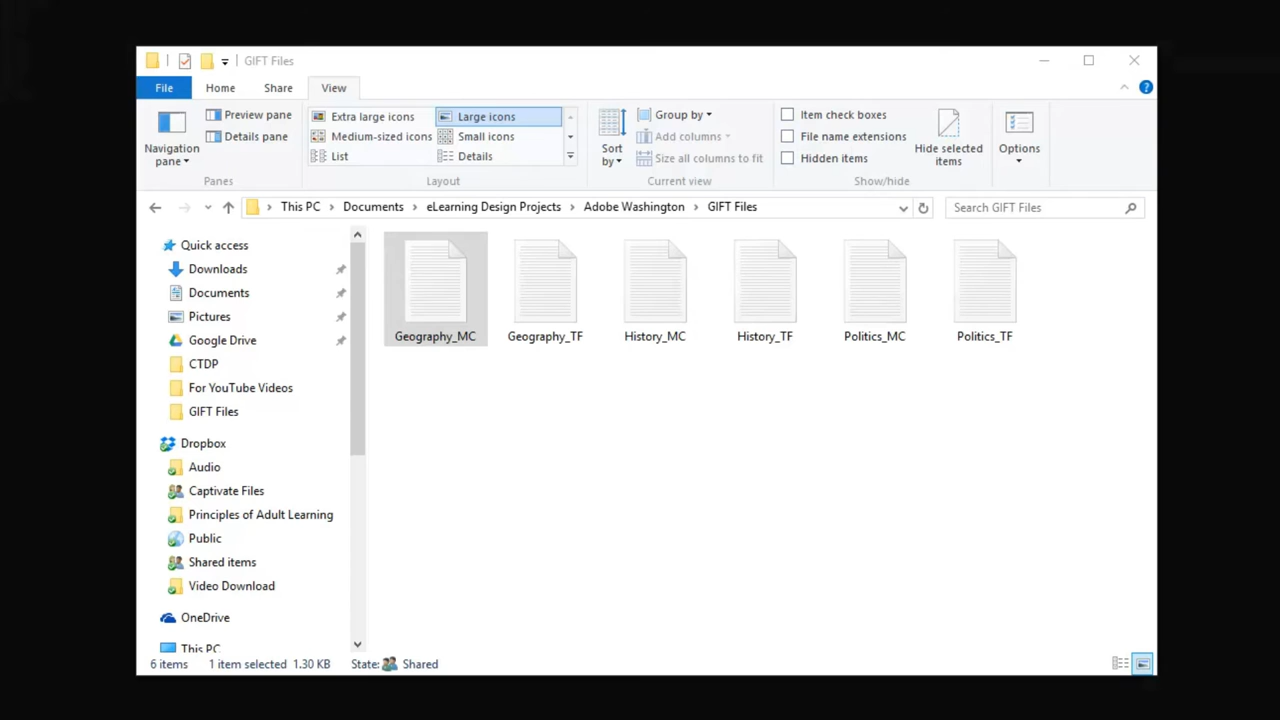 GIFT Files
File Home Share View
Navigation pane
Preview pane
Details pane
Panes
Extra large icons Large icons
Medium-sized icons Small icons
List Details
Layout
Sort by
Group by
Add columns
Size all columns to fit
Current view
Item check boxes
File name extensions
Hidden items
Hide selected items
Show/hide
Options
This PC > Documents > eLearning Design Projects > Adobe Washington > GIFT Files
Search GIFT Files
Quick access
Downloads
Documents
Pictures
Google Drive
CTDP
For YouTube Videos
GIFT Files
Dropbox
Audio
Captivate Files
Principles of Adult Learning
Public
Shared items
Video Download
OneDrive
This PC
Geography_MC Geography_TF History_MC History_TF Politics_MC Politics_TF
6 items 1 item selected 1.30 KB State: Shared